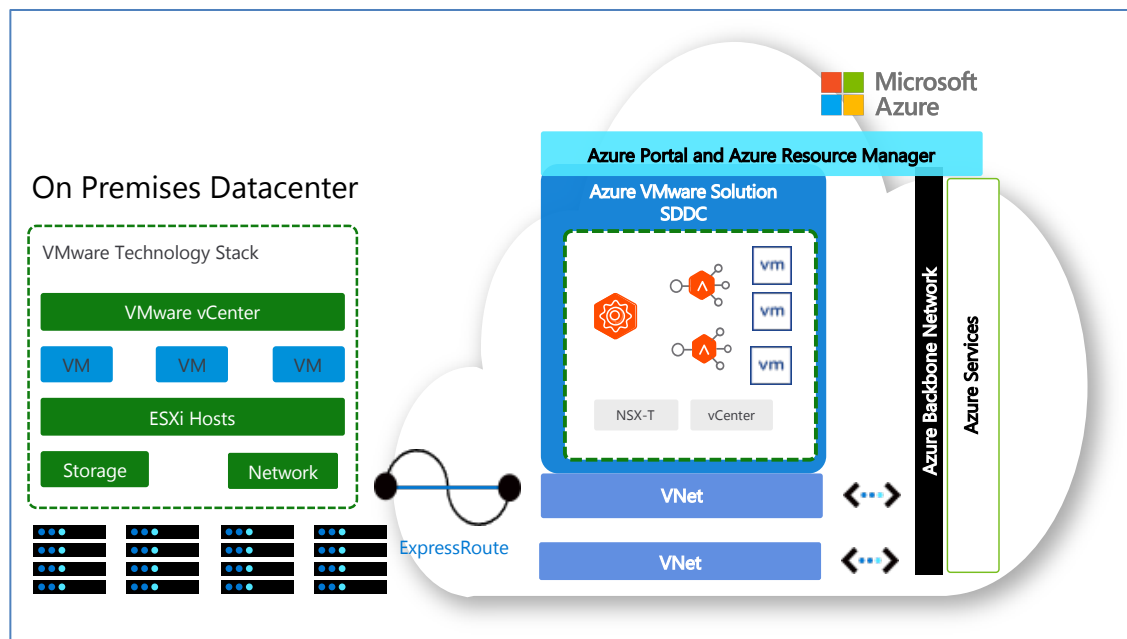 Microsoft
Azure
Azure Portal and Azure Resource Manager
On Premises Datacenter
VMware Technology Stack
VMware vCenter
VM
VM
VM
ESXi Hosts
Storage
Network
ExpressRoute
Azure VMware Solution
SDDC
vm
vm
vm
NSX-T
vCenter
VNet
VNet
Azure Backbone Network
Azure Services